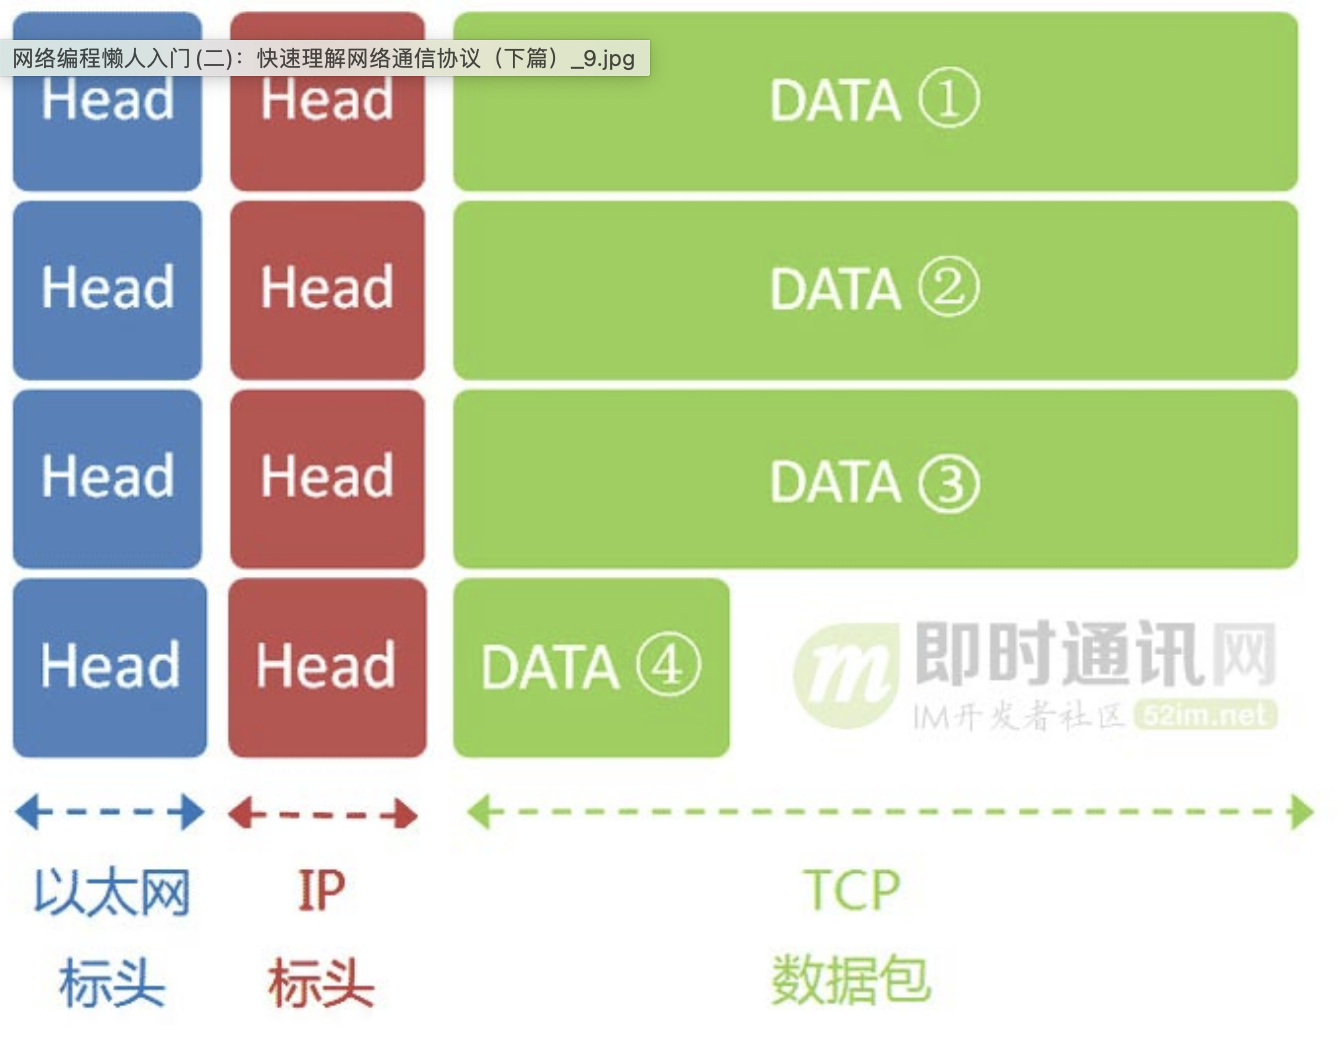 网络编程懒人入门(二)：快速理解网络通信协议（下篇）_9.jpg
Head Head DATA ①
Head Head DATA ②
Head Head DATA ③
Head Head DATA ④
即时通讯网
IM开发者社区 52im.net
以太网 IP TCP
标头 标头 数据包